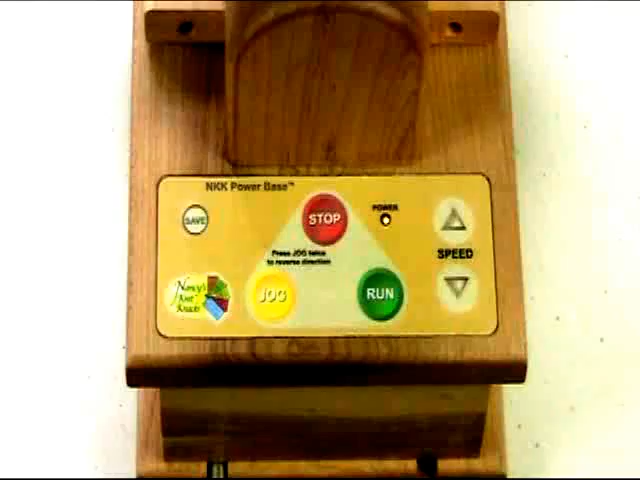 NKK Power Base™
SAVE
STOP
POWER
Press JOG twice
to reverse direction
SPEED
Nancy's
Knit
Knacks
JOG
RUN